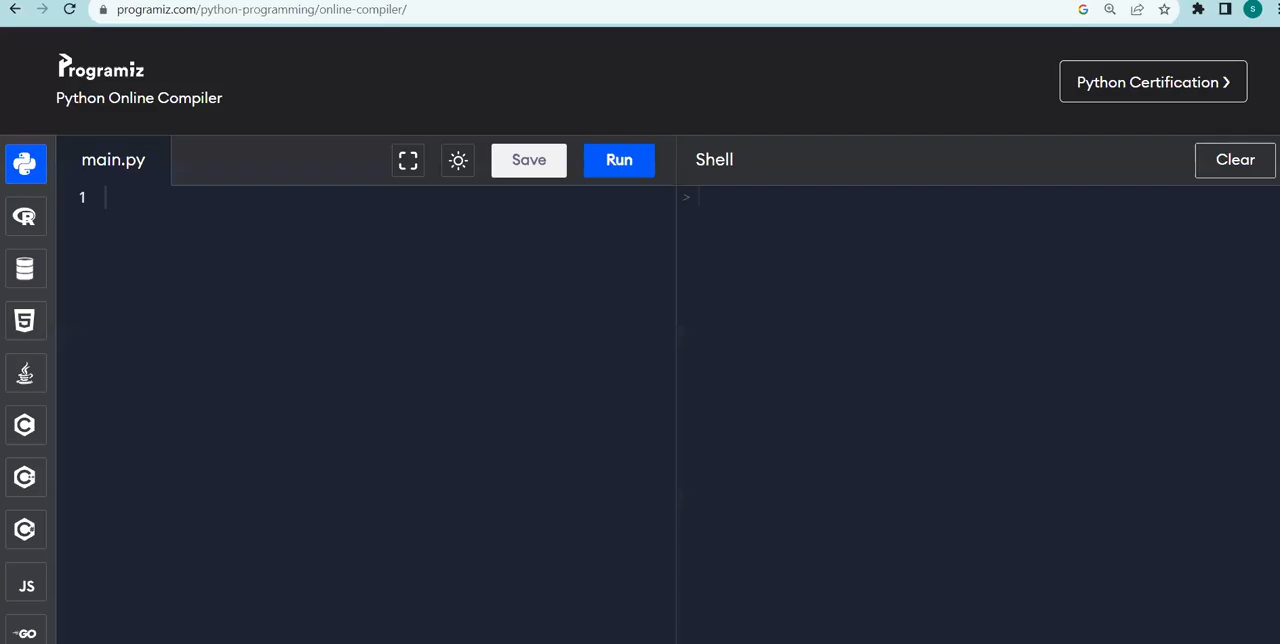 programiz.com/python-programming/online-compiler/
S
Programiz
Python Online Compiler
Python Certification ❯
main.py
Save
Run
Shell
Clear
1
>
R
5
C
C++
C#
JS
GO